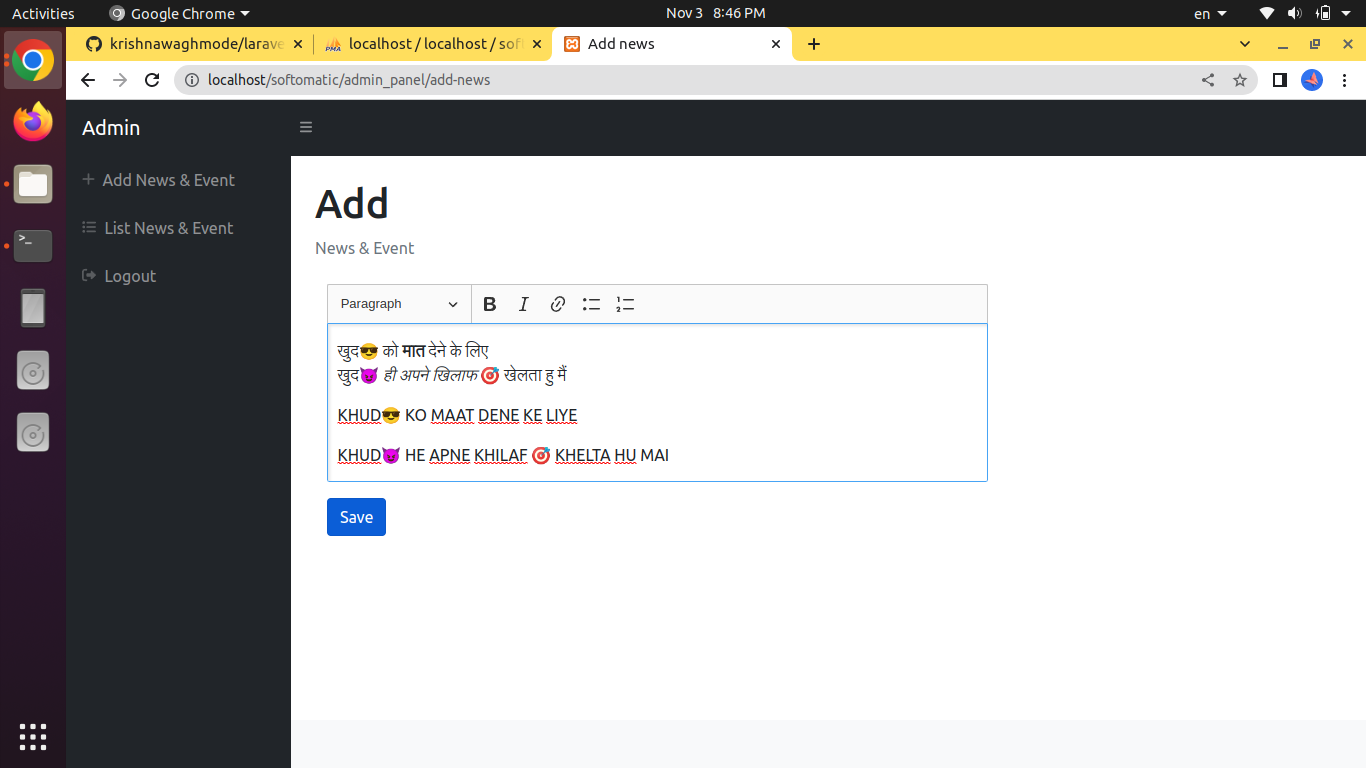 Activities Google Chrome Nov 3 8:46 PM en
krishnawaghmode/larave localhost / localhost / sof Add news
localhost/softomatic/admin_panel/add-news
Admin
Add News & Event
List News & Event
Logout
Add
News & Event
Paragraph B I
खुद😎 को मात देने के लिए
खुद😈 ही अपने खिलाफ 🎯 खेलता हु मैं
KHUD😎 KO MAAT DENE KE LIYE
KHUD😈 HE APNE KHILAF 🎯 KHELTA HU MAI
Save